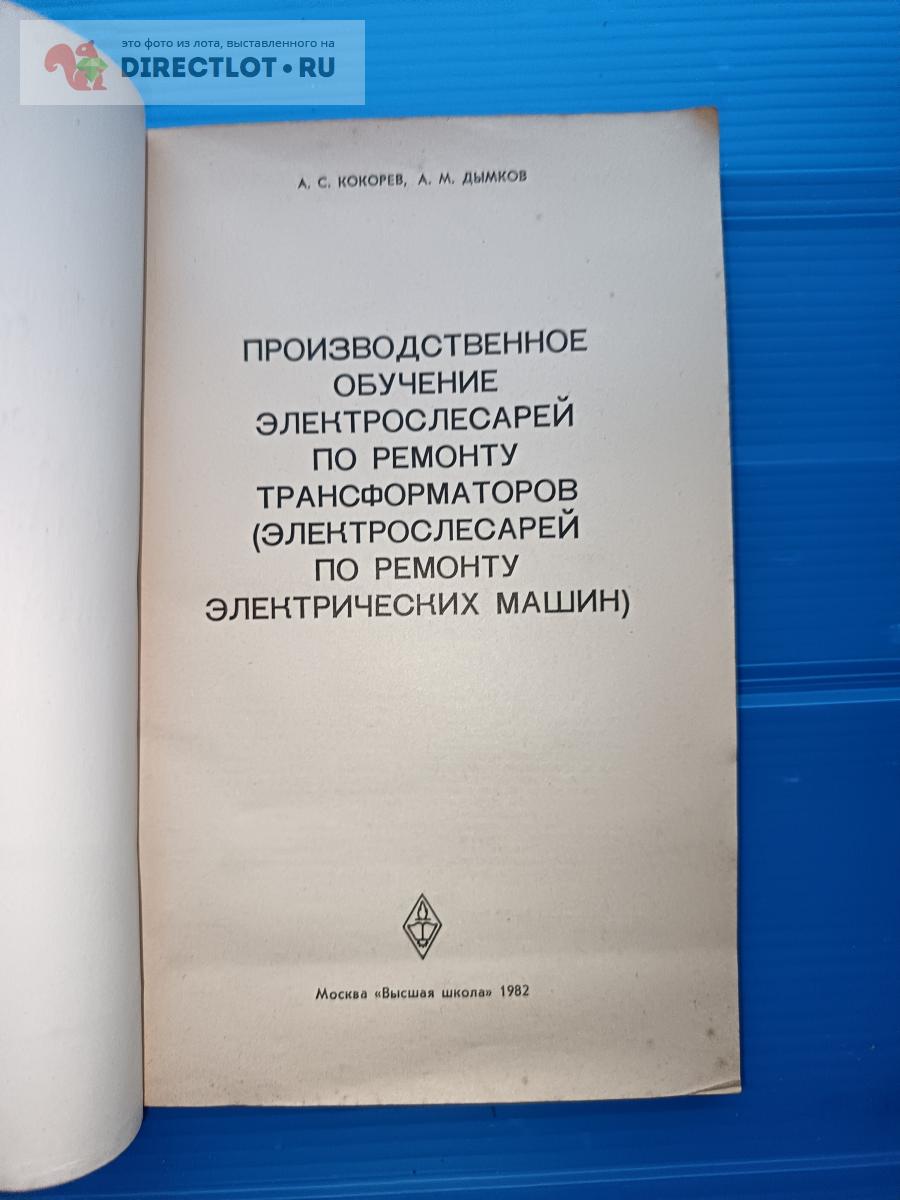 это фото из лота, выставленного на
DIRECTLOT•RU
А. С. КОКОРЕВ, А. М. ДЫМКОВ
ПРОИЗВОДСТВЕННОЕ
ОБУЧЕНИЕ
ЭЛЕКТРОСЛЕСАРЕЙ
ПО РЕМОНТУ
ТРАНСФОРМАТОРОВ
(ЭЛЕКТРОСЛЕСАРЕЙ
ПО РЕМОНТУ
ЭЛЕКТРИЧЕСКИХ МАШИН)
Москва «Высшая школа» 1982